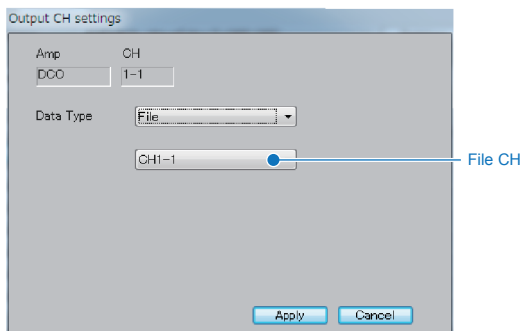 Output CH settings
Amp CH
DCO 1-1
Data Type File
CH1-1 File CH
Apply Cancel